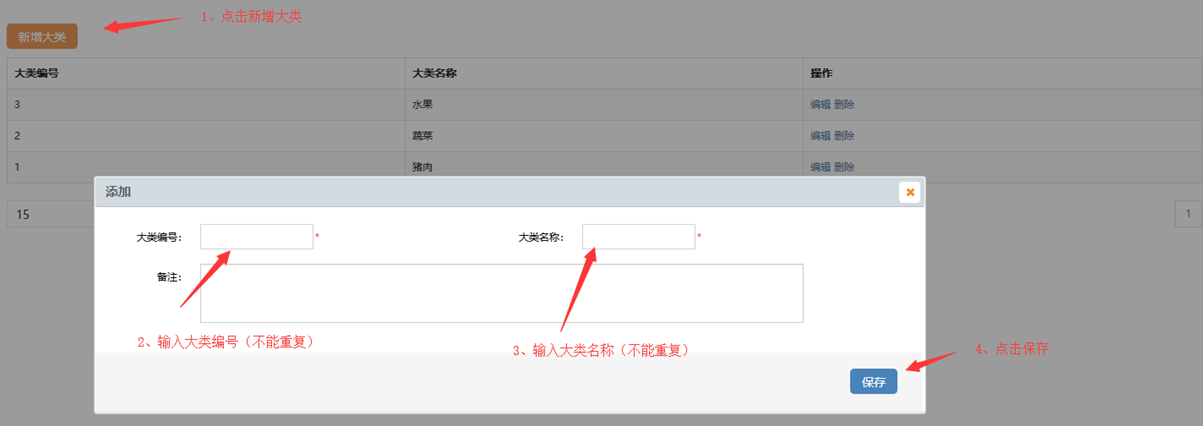 1、点击新增大类
新增大类
大类编号 大类名称 操作
3 水果 编辑 删除
2 蔬菜 编辑 删除
1 猪肉 编辑 删除
15 1
添加
大类编号: * 大类名称: *
备注:
2、输入大类编号（不能重复）
3、输入大类名称（不能重复）
4、点击保存
保存